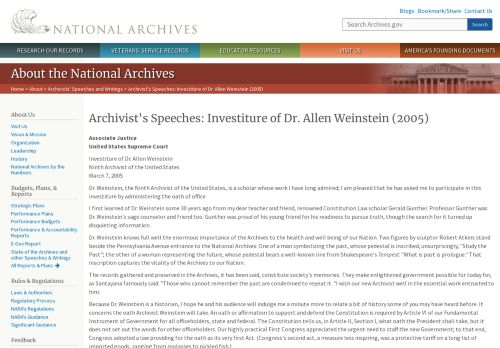 NATIONAL ARCHIVES
Blogs · Bookmark/Share · Contact Us
Search Archives.gov
Search
RESEARCH OUR RECORDS
VETERANS' SERVICE RECORDS
EDUCATOR RESOURCES
VISIT US
AMERICA'S FOUNDING DOCUMENTS
About the National Archives
Home > About > Archivists' Speeches and Writings > Archivist's Speeches: Investiture of Dr. Allen Weinstein (2005)
About Us
Visit Us
Vision & Mission
Organization
Leadership
History
National Archives by the
Numbers
Budgets, Plans, &
Reports
Strategic Plans
Performance Plans
Performance Budgets
Performance & Accountability
Reports
E-Gov Report
State of the Archives and
other Speeches & Writings
All Reports & Plans
Rules & Regulations
Laws & Authorities
Regulatory Process
NARA's Regulations
NARA's Guidance
Significant Guidance
Feedback
Archivist's Speeches: Investiture of Dr. Allen Weinstein (2005)
Associate Justice
United States Supreme Court
Investiture of Dr. Allen Weinstein
Ninth Archivist of the United States
March 7, 2005
Dr. Weinstein, the Ninth Archivist of the United States, is a scholar whose work I have long admired; I am pleased that he has asked me to participate in this
investiture by administering the oath of office.
I first learned of Dr. Weinstein some 30 years ago from my dear teacher and friend, renowned Constitution Law scholar Gerald Gunther. Professor Gunther was
Dr. Weinstein's sage counselor and friend too: Gunther was proud of his young friend for his readiness to pursue truth, though the search for it turned up
disquieting information.
Dr. Weinstein knows full well the enormous importance of the Archives to the health and well being of our Nation. Two figures by sculptor Robert Aitkins stand
beside the Pennsylvania Avenue entrance to the National Archives: One of a man symbolizing the past, whose pedestal is inscribed, unsurprisingly, "Study the
Past"; the other of a woman representing the future, whose pedestal bears a well-known line from Shakespeare's Tempest: "What is past is prologue." That
inscription captures the vitality of the Archives to our Nation.
The records gathered and preserved in the Archives, it has been said, constitute society's memories. They make enlightened government possible for today for,
as Santayana famously said: "Those who cannot remember the past are condemned to repeat it. "I wish our new Archivist well in the essential work entrusted to
him.
Because Dr. Weinstein is a historian, I hope he and his audience will indulge me a minute more to relate a bit of history some of you may have heard before. It
concerns the oath Archivist Weinstein will take. An oath or affirmation to support and defend the Constitution is required by Article VI of our Fundamental
Instrument of Government for all officeholders, state and federal. The Constitution tells us, in Article II, Section I, what oath the President shall take, but it
does not set out the words for other officeholders. Our highly practical First Congress appreciated the urgent need to staff the new Government; to that end,
Congress adopted a law providing for the oath as its very first Act. (Congress's second act, a measure less inspiring, was a protective tariff on a long list of
imported goods, ranging from molasses to pickled fish.)